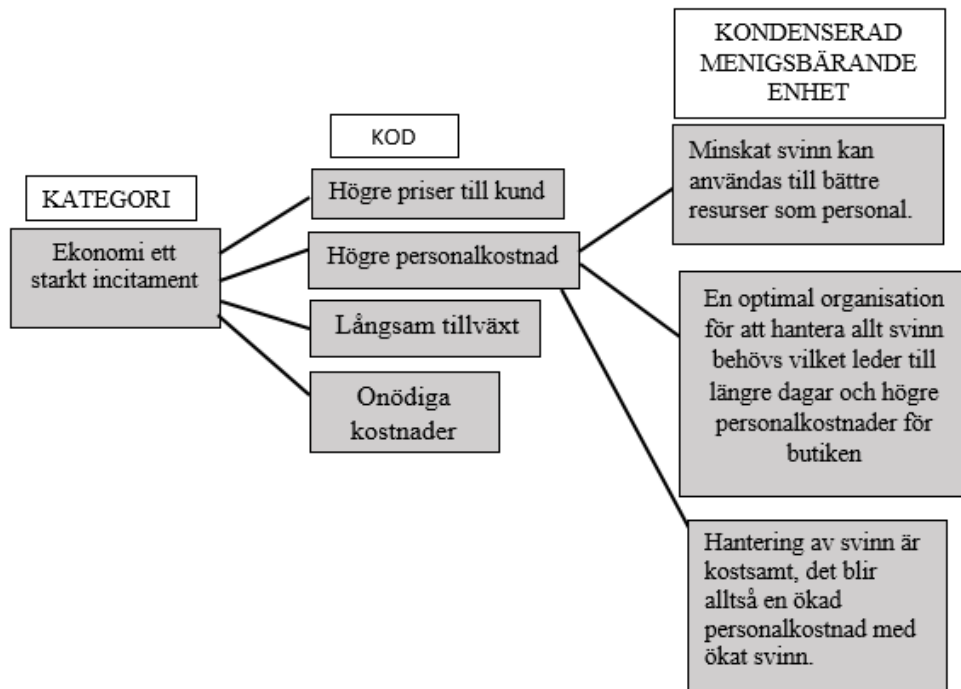 KATEGORI
Ekonomi ett
starkt incitament
KOD
Högre priser till kund
Högre personalkostnad
Långsam tillväxt
Onödiga
kostnader
KONDENSERAD
MENIGSBÄRANDE
ENHET
Minskat svinn kan
användas till bättre
resurser som personal.
En optimal organisation
för att hantera allt svinn
behövs vilket leder till
längre dagar och högre
personalkostnader för
butiken
Hantering av svinn är
kostsamt, det blir
alltså en ökad
personalkostnad med
ökat svinn.